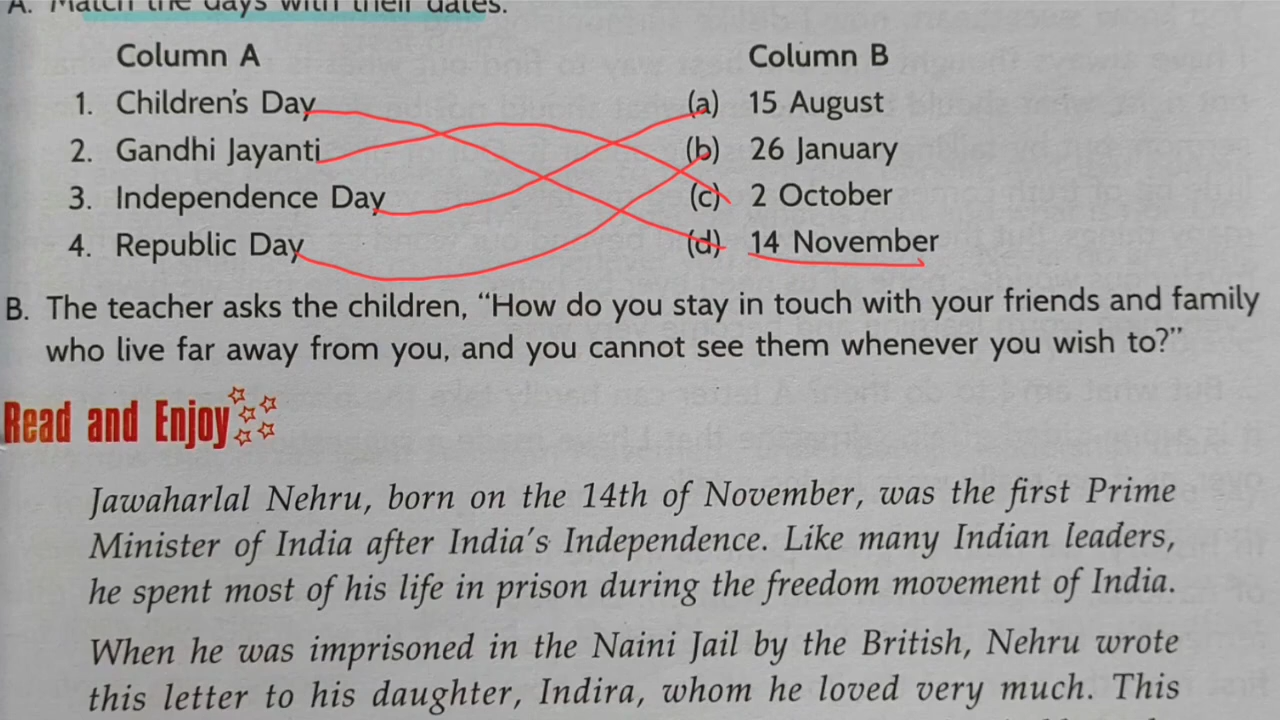 A. Match the days with their dates.
Column A Column B
1. Children's Day (a) 15 August
2. Gandhi Jayanti (b) 26 January
3. Independence Day (c) 2 October
4. Republic Day (d) 14 November
B. The teacher asks the children, “How do you stay in touch with your friends and family
who live far away from you, and you cannot see them whenever you wish to?”
Read and Enjoy
Jawaharlal Nehru, born on the 14th of November, was the first Prime
Minister of India after India's Independence. Like many Indian leaders,
he spent most of his life in prison during the freedom movement of India.
When he was imprisoned in the Naini Jail by the British, Nehru wrote
this letter to his daughter, Indira, whom he loved very much. This